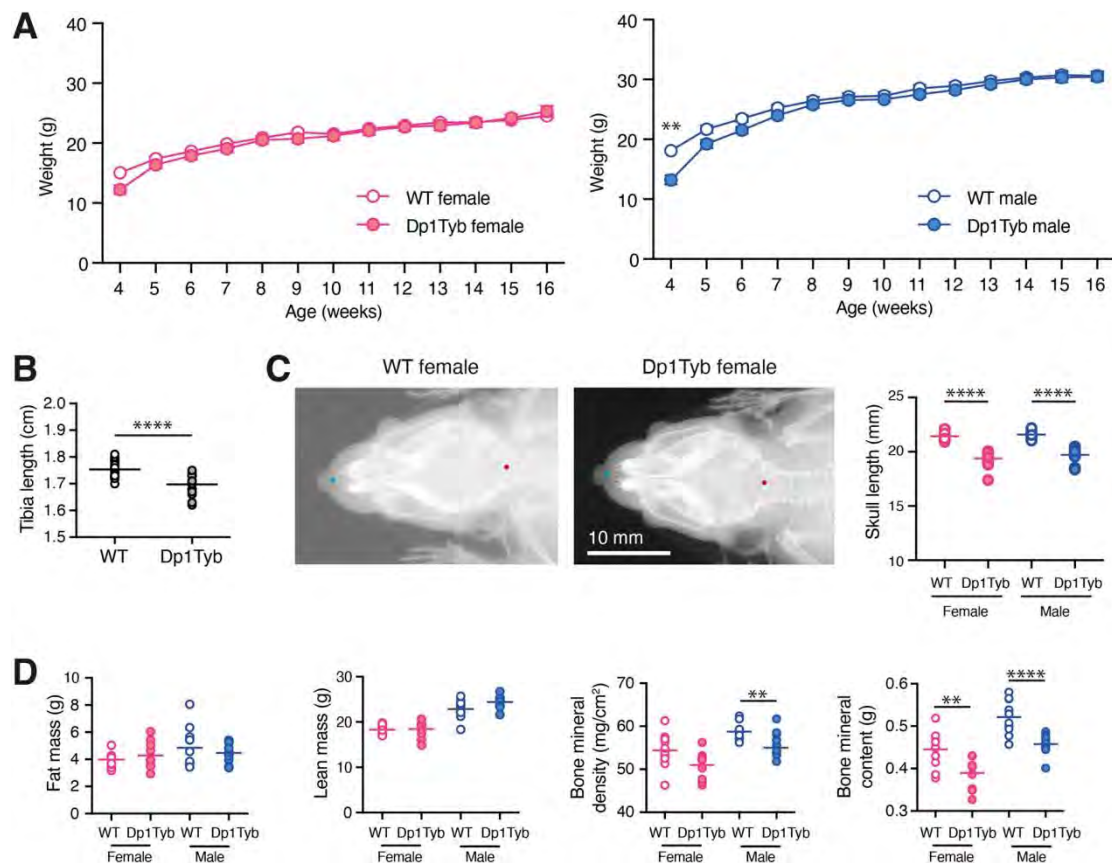 A
Weight (g)
40
30
20
10
0
WT female
Dp1Tyb female
4 5 6 7 8 9 10 11 12 13 14 15 16
Age (weeks)
Weight (g)
40
30
20
10
0
**
WT male
Dp1Tyb male
4 5 6 7 8 9 10 11 12 13 14 15 16
Age (weeks)
B
Tibia length (cm)
2.0
1.9
1.8
1.7
1.6
1.5
****
WT Dp1Tyb
C
WT female
Dp1Tyb female
10 mm
Skull length (mm)
25
20
15
10
**** ****
WT Dp1Tyb WT Dp1Tyb
Female Male
D
Fat mass (g)
10
8
6
4
2
0
WT Dp1Tyb WT Dp1Tyb
Female Male
Lean mass (g)
30
20
10
0
WT Dp1Tyb WT Dp1Tyb
Female Male
Bone mineral
density (mg/cm²)
70
60
50
40
**
WT Dp1Tyb WT Dp1Tyb
Female Male
Bone mineral
content (g)
0.6
0.5
0.4
0.3
** ****
WT Dp1Tyb WT Dp1Tyb
Female Male